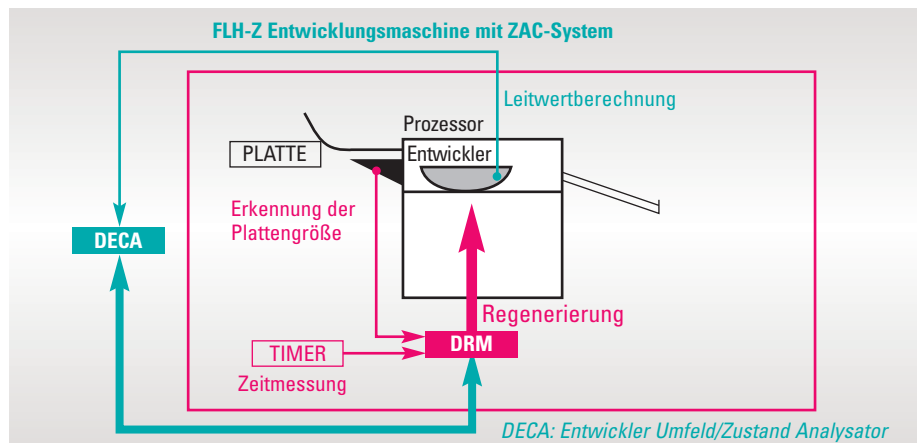 FLH-Z Entwicklungsmaschine mit ZAC-System
Leitwertberechnung
Prozessor
PLATTE
Entwickler
Erkennung der
Plattengröße
DECA
Regenerierung
TIMER
DRM
Zeitmessung
DECA: Entwickler Umfeld/Zustand Analysator